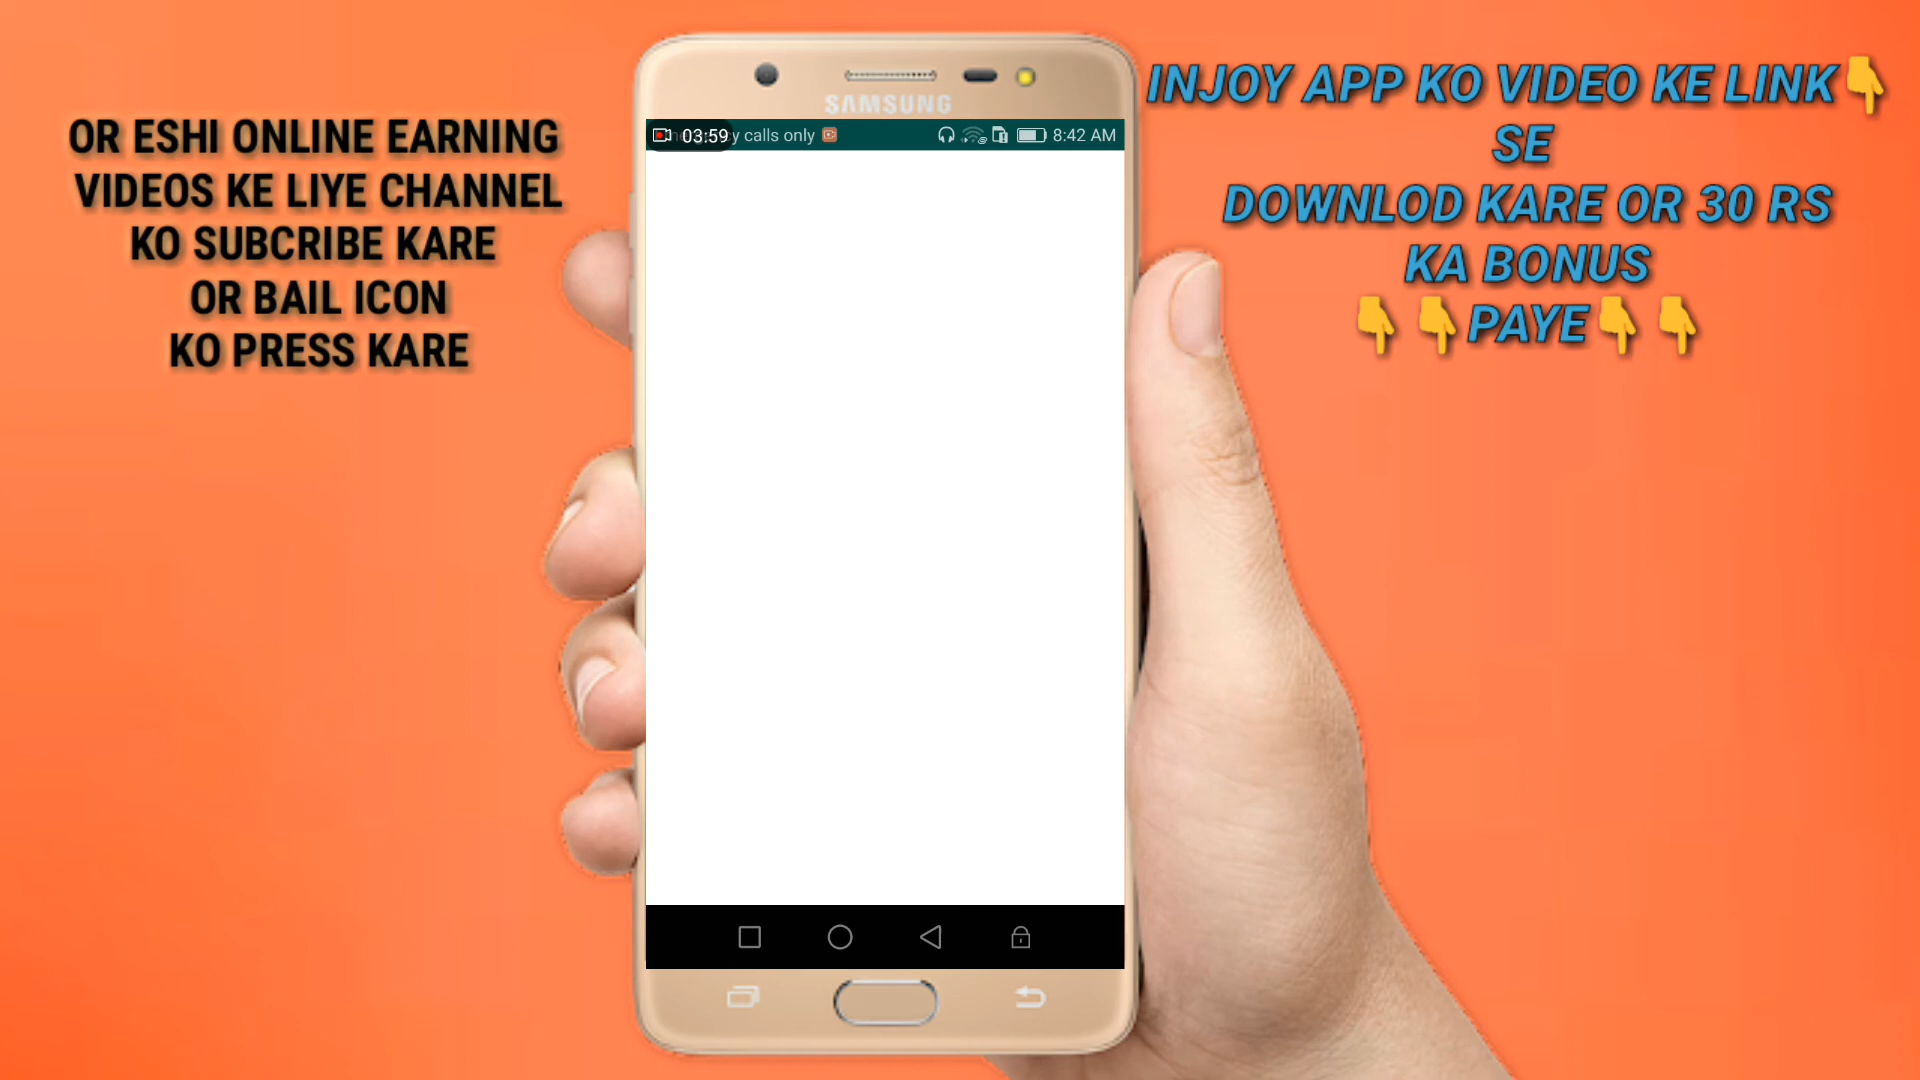 OR ESHI ONLINE EARNING
VIDEOS KE LIYE CHANNEL
KO SUBCRIBE KARE
OR BAIL ICON
KO PRESS KARE
SAMSUNG
03:59 y calls only 8:42 AM
INJOY APP KO VIDEO KE LINK👇
SE
DOWNLOD KARE OR 30 RS
KA BONUS
👇👇PAYE👇👇